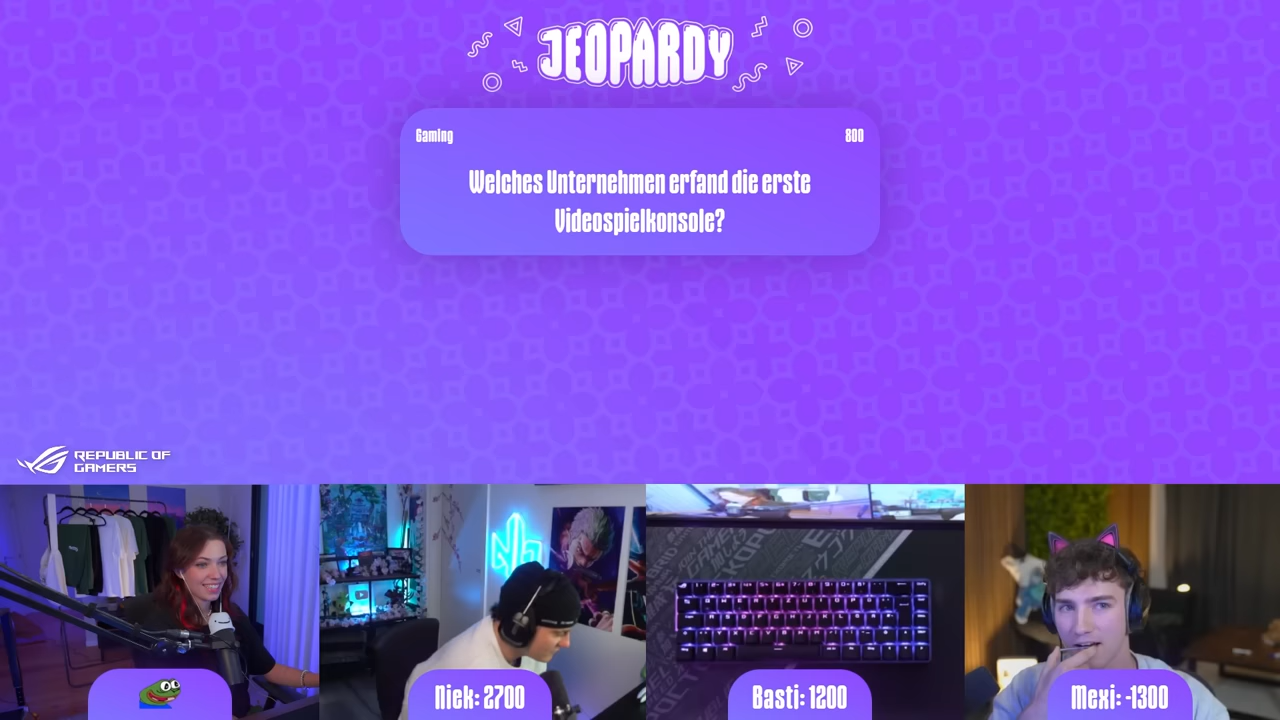 JEOPARDY
Gaming
800
Welches Unternehmen erfand die erste
Videospielkonsole?
REPUBLIC OF
GAMERS
Niek: 2700
Basti: 1200
Mexi: -1300